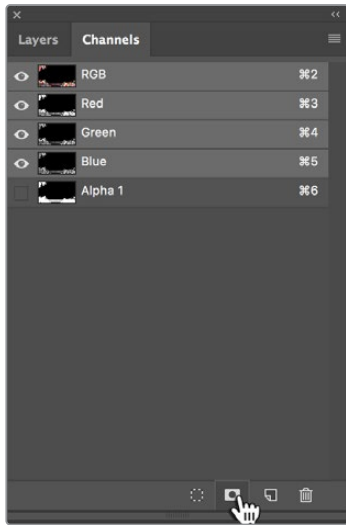 Layers Channels
RGB ⌘2
Red ⌘3
Green ⌘4
Blue ⌘5
Alpha 1 ⌘6